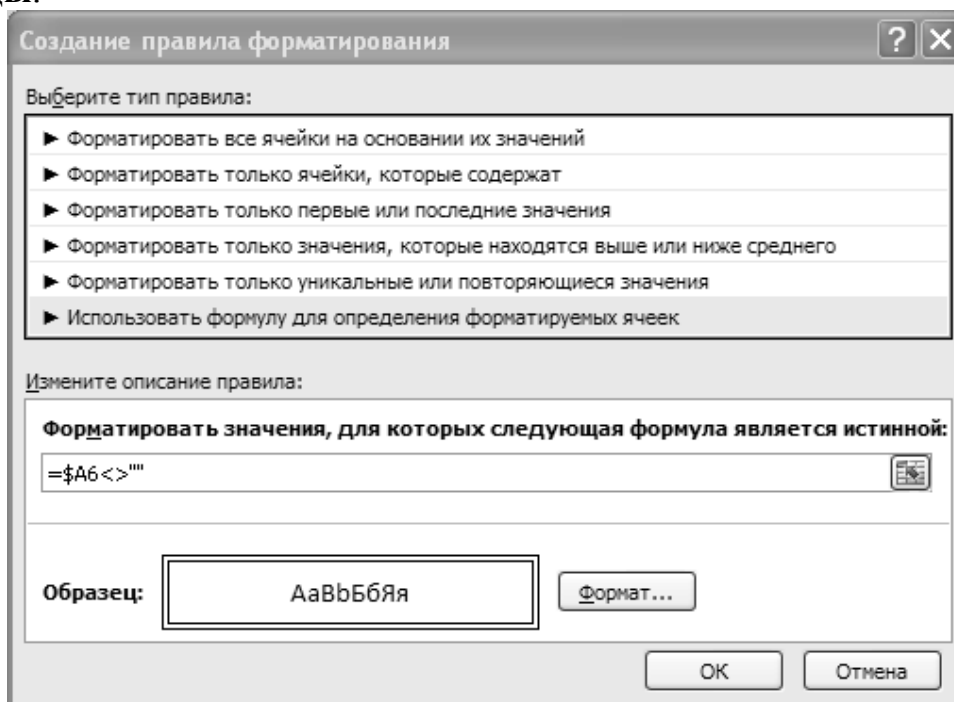 Создание правила форматирования
Выберите тип правила:
► Форматировать все ячейки на основании их значений
► Форматировать только ячейки, которые содержат
► Форматировать только первые или последние значения
► Форматировать только значения, которые находятся выше или ниже среднего
► Форматировать только уникальные или повторяющиеся значения
► Использовать формулу для определения форматируемых ячеек
Измените описание правила:
Форматировать значения, для которых следующая формула является истинной:
=$A6<>""
Образец: АаВbБбЯя Формат...
ОК Отмена